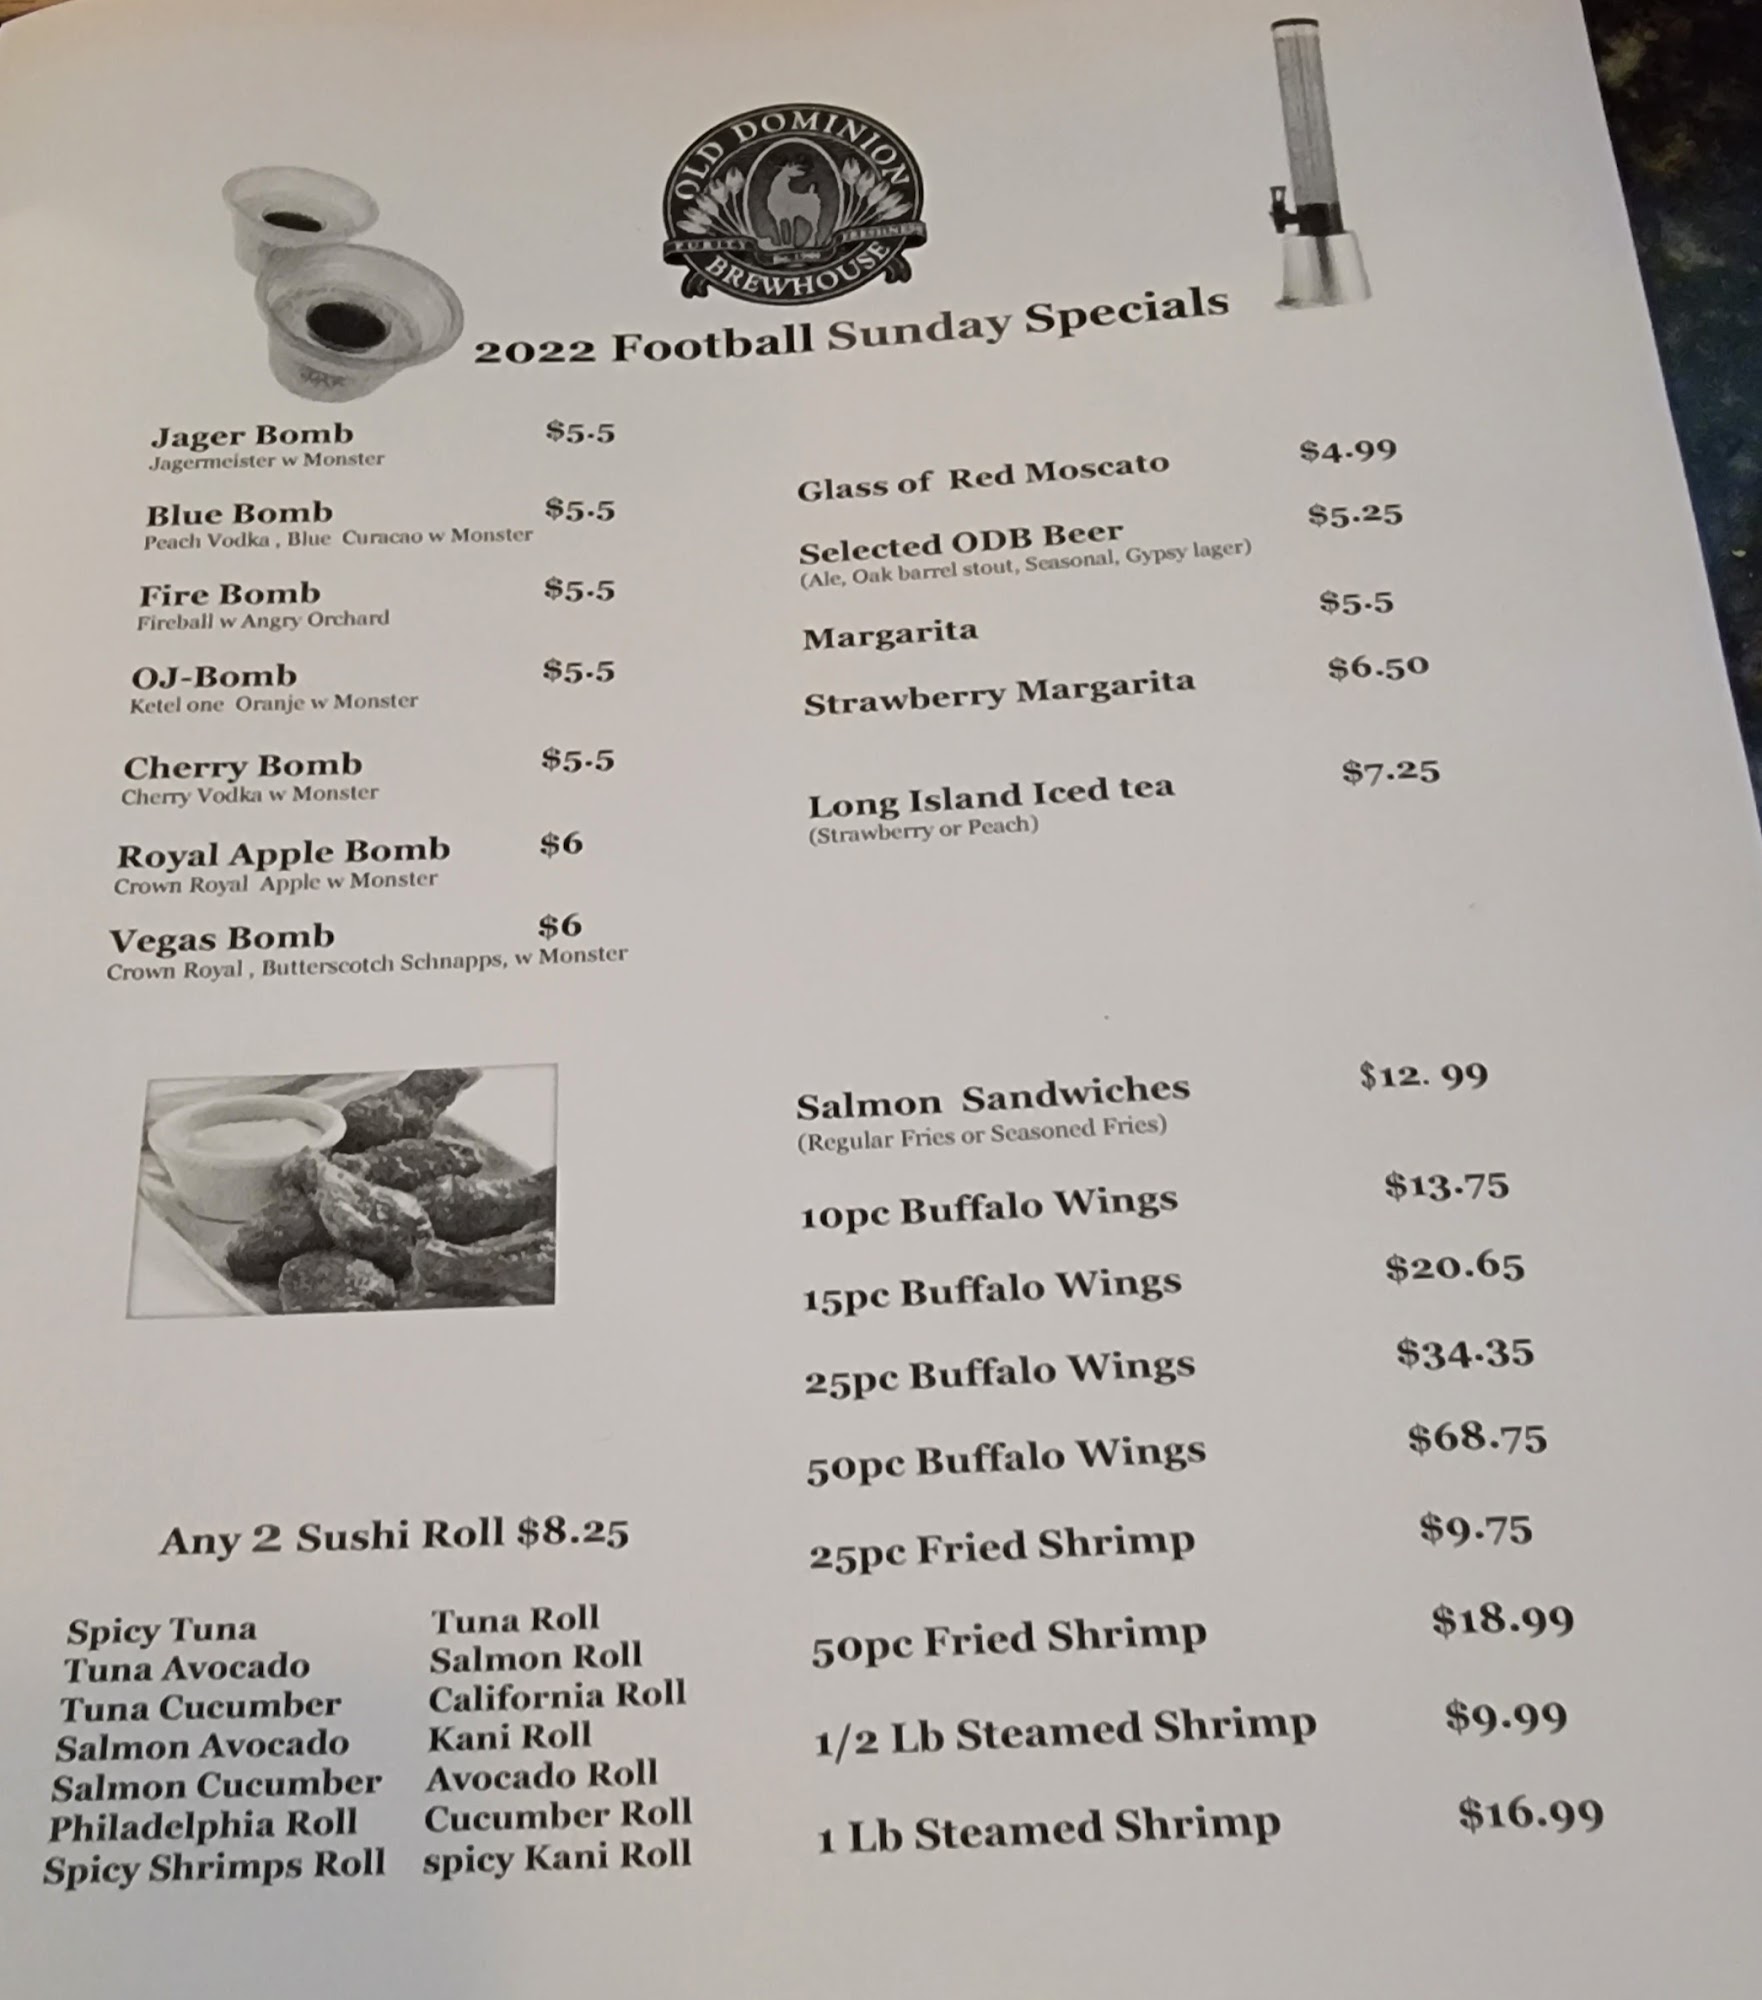 OLD DOMINION
BREWHOUSE
2022 Football Sunday Specials
Jager Bomb $5.5
Jagermeister w Monster
Blue Bomb $5.5
Peach Vodka , Blue Curacao w Monster
Fire Bomb $5.5
Fireball w Angry Orchard
OJ-Bomb $5.5
Ketel one Oranje w Monster
Cherry Bomb $5.5
Cherry Vodka w Monster
Royal Apple Bomb $6
Crown Royal Apple w Monster
Vegas Bomb $6
Crown Royal , Butterscotch Schnapps, w Monster
Glass of Red Moscato $4.99
Selected ODB Beer $5.25
(Ale, Oak barrel stout, Seasonal, Gypsy lager)
Margarita $5.5
Strawberry Margarita $6.50
Long Island Iced tea $7.25
(Strawberry or Peach)
Salmon Sandwiches $12. 99
(Regular Fries or Seasoned Fries)
10pc Buffalo Wings $13.75
15pc Buffalo Wings $20.65
25pc Buffalo Wings $34.35
50pc Buffalo Wings $68.75
25pc Fried Shrimp $9.75
50pc Fried Shrimp $18.99
1/2 Lb Steamed Shrimp $9.99
1 Lb Steamed Shrimp $16.99
Any 2 Sushi Roll $8.25
Spicy Tuna
Tuna Avocado
Tuna Cucumber
Salmon Avocado
Salmon Cucumber
Philadelphia Roll
Spicy Shrimps Roll
Tuna Roll
Salmon Roll
California Roll
Kani Roll
Avocado Roll
Cucumber Roll
spicy Kani Roll